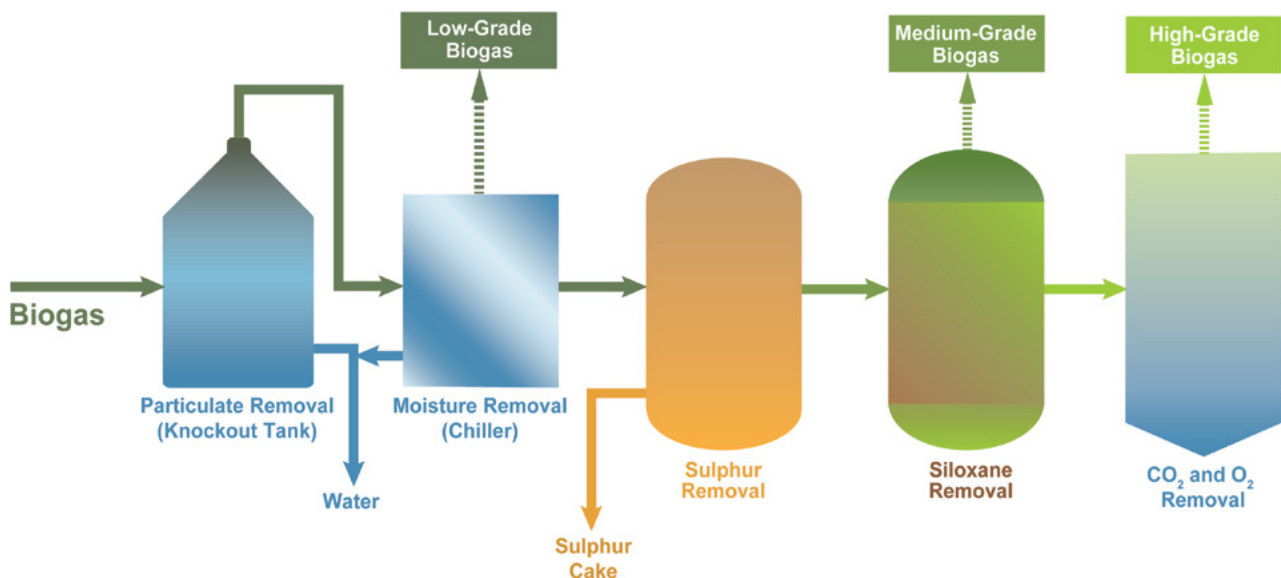 Low-Grade
Biogas
Medium-Grade
Biogas
High-Grade
Biogas
Biogas
Particulate Removal
(Knockout Tank)
Moisture Removal
(Chiller)
Sulphur
Removal
Siloxane
Removal
CO₂ and O₂
Removal
Water
Sulphur
Cake